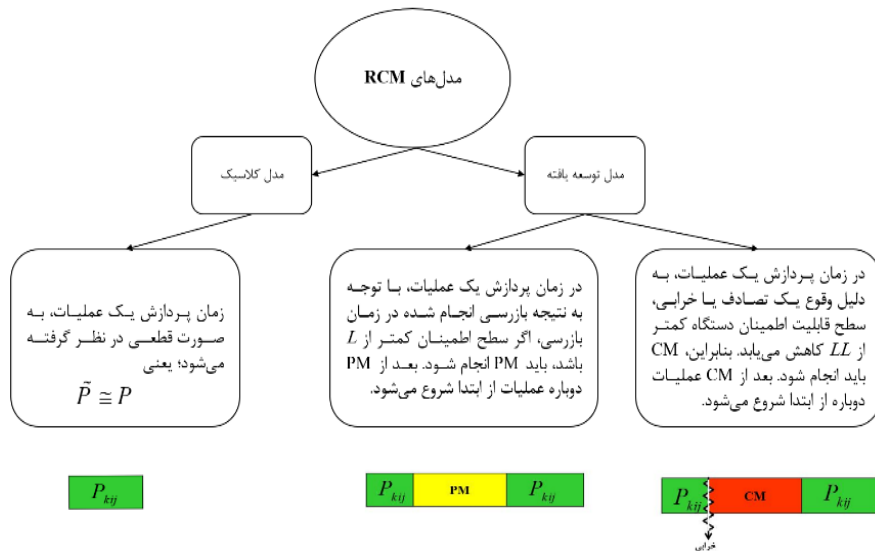 مدل‌های RCM
مدل توسعه یافته
مدل کلاسیک
در زمان پردازش یک عملیات، به
دلیل وقوع یک تصادف یا خرابی،
سطح قابلیت اطمینان دستگاه کمتر
از LL کاهش می‌یابد. بنابراین، CM
باید انجام شود. بعد از CM عملیات
دوباره از ابتدا شروع می‌شود.
در زمان پردازش یک عملیات، با توجه
به نتیجه بازرسی انجام شده در زمان
بازرسی، اگر سطح اطمینان کمتر از L
باشد، باید PM انجام شود. بعد از PM
دوباره عملیات از ابتدا شروع می‌شود.
زمان پردازش یک عملیات، به
صورت قطعی در نظر گرفته
می‌شود؛ یعنی
P̃ ≅ P
P_kij CM P_kij
خرابی
P_kij PM P_kij
P_kij